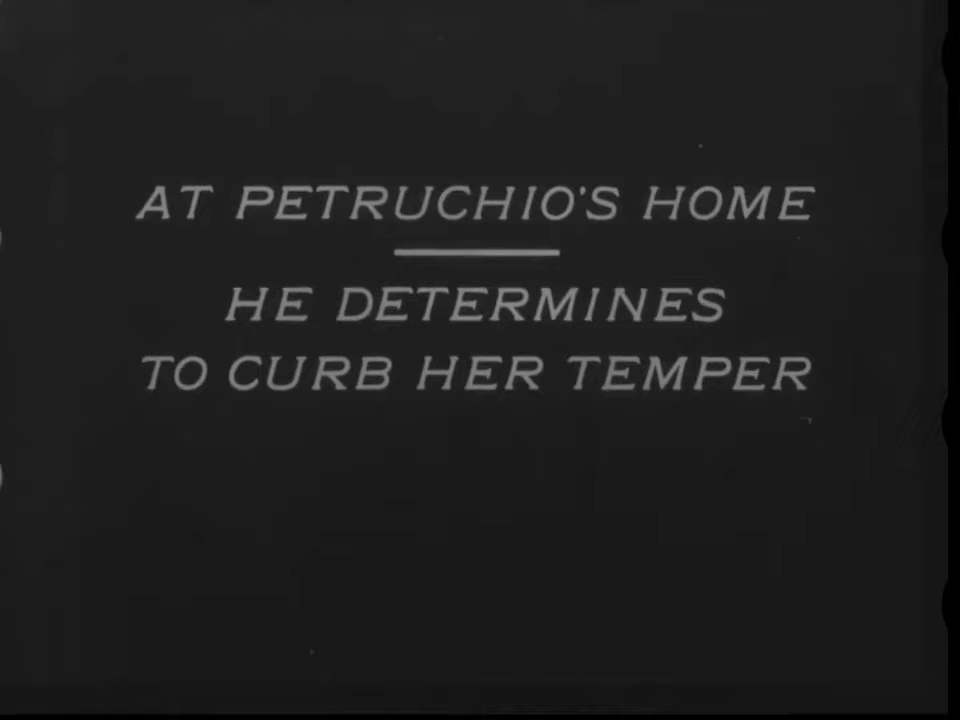 AT PETRUCHIO'S HOME
HE DETERMINES
TO CURB HER TEMPER